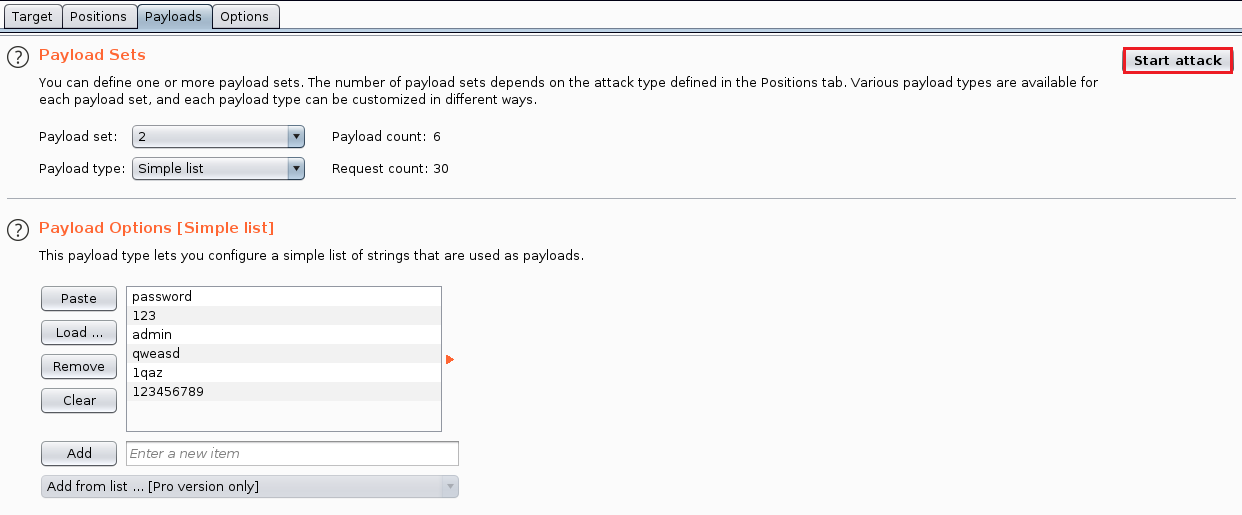 Target Positions Payloads Options
Payload Sets
Start attack
You can define one or more payload sets. The number of payload sets depends on the attack type defined in the Positions tab. Various payload types are available for
each payload set, and each payload type can be customized in different ways.
Payload set: 2 Payload count: 6
Payload type: Simple list Request count: 30
Payload Options [Simple list]
This payload type lets you configure a simple list of strings that are used as payloads.
Paste
Load ...
Remove
Clear
password
123
admin
qweasd
1qaz
123456789
Add Enter a new item
Add from list ... [Pro version only]